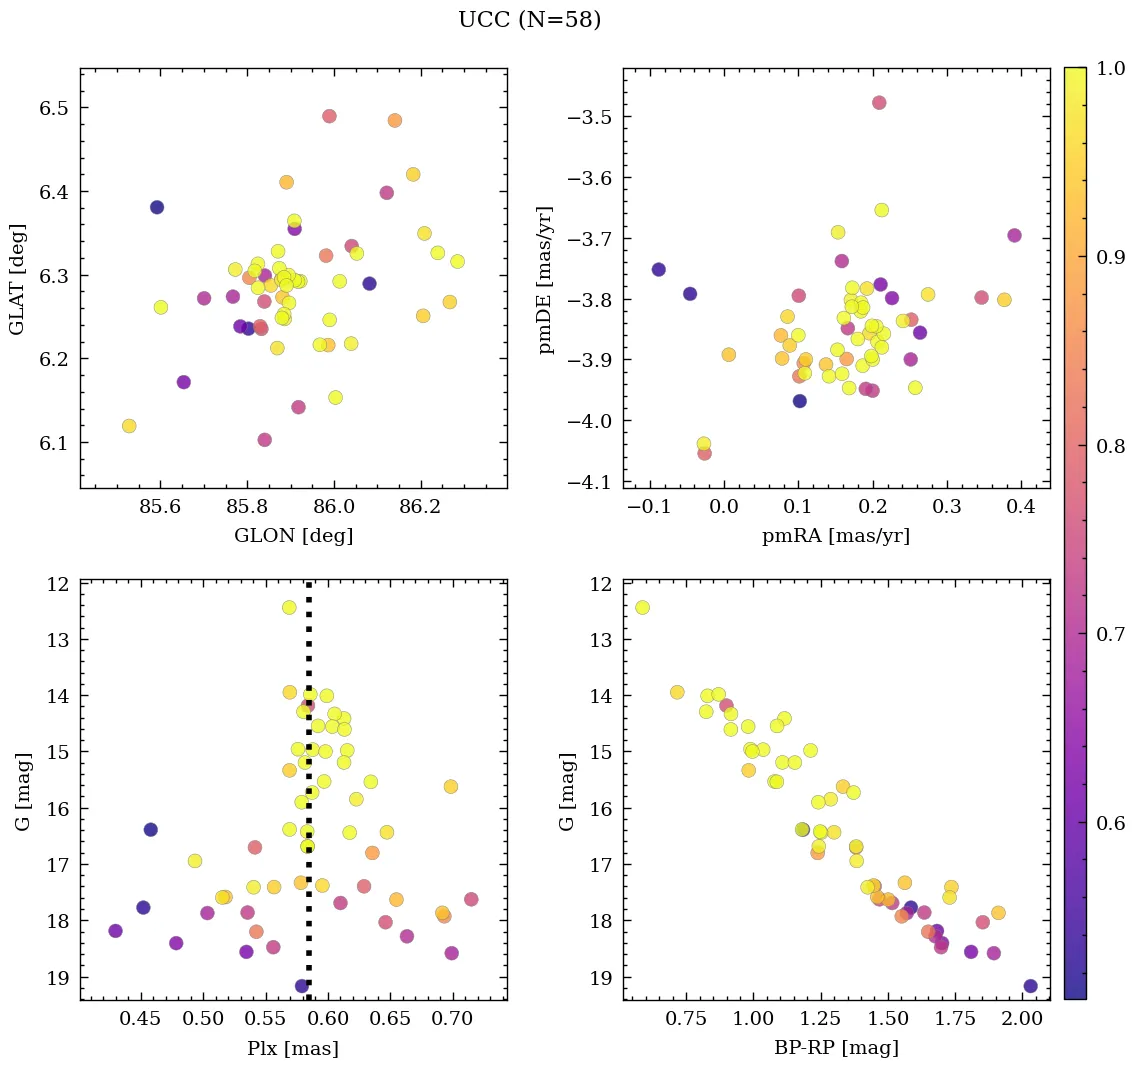 UCC (N=58)
6.5
6.4
6.3
6.2
6.1
GLAT [deg]
85.6 85.8 86.0 86.2
GLON [deg]
−3.5
−3.6
−3.7
−3.8
−3.9
−4.0
−4.1
pmDE [mas/yr]
−0.1 0.0 0.1 0.2 0.3 0.4
pmRA [mas/yr]
1.0
0.9
0.8
0.7
0.6
12
13
14
15
16
17
18
19
G [mag]
0.45 0.50 0.55 0.60 0.65 0.70
Plx [mas]
12
13
14
15
16
17
18
19
G [mag]
0.75 1.00 1.25 1.50 1.75 2.00
BP-RP [mag]